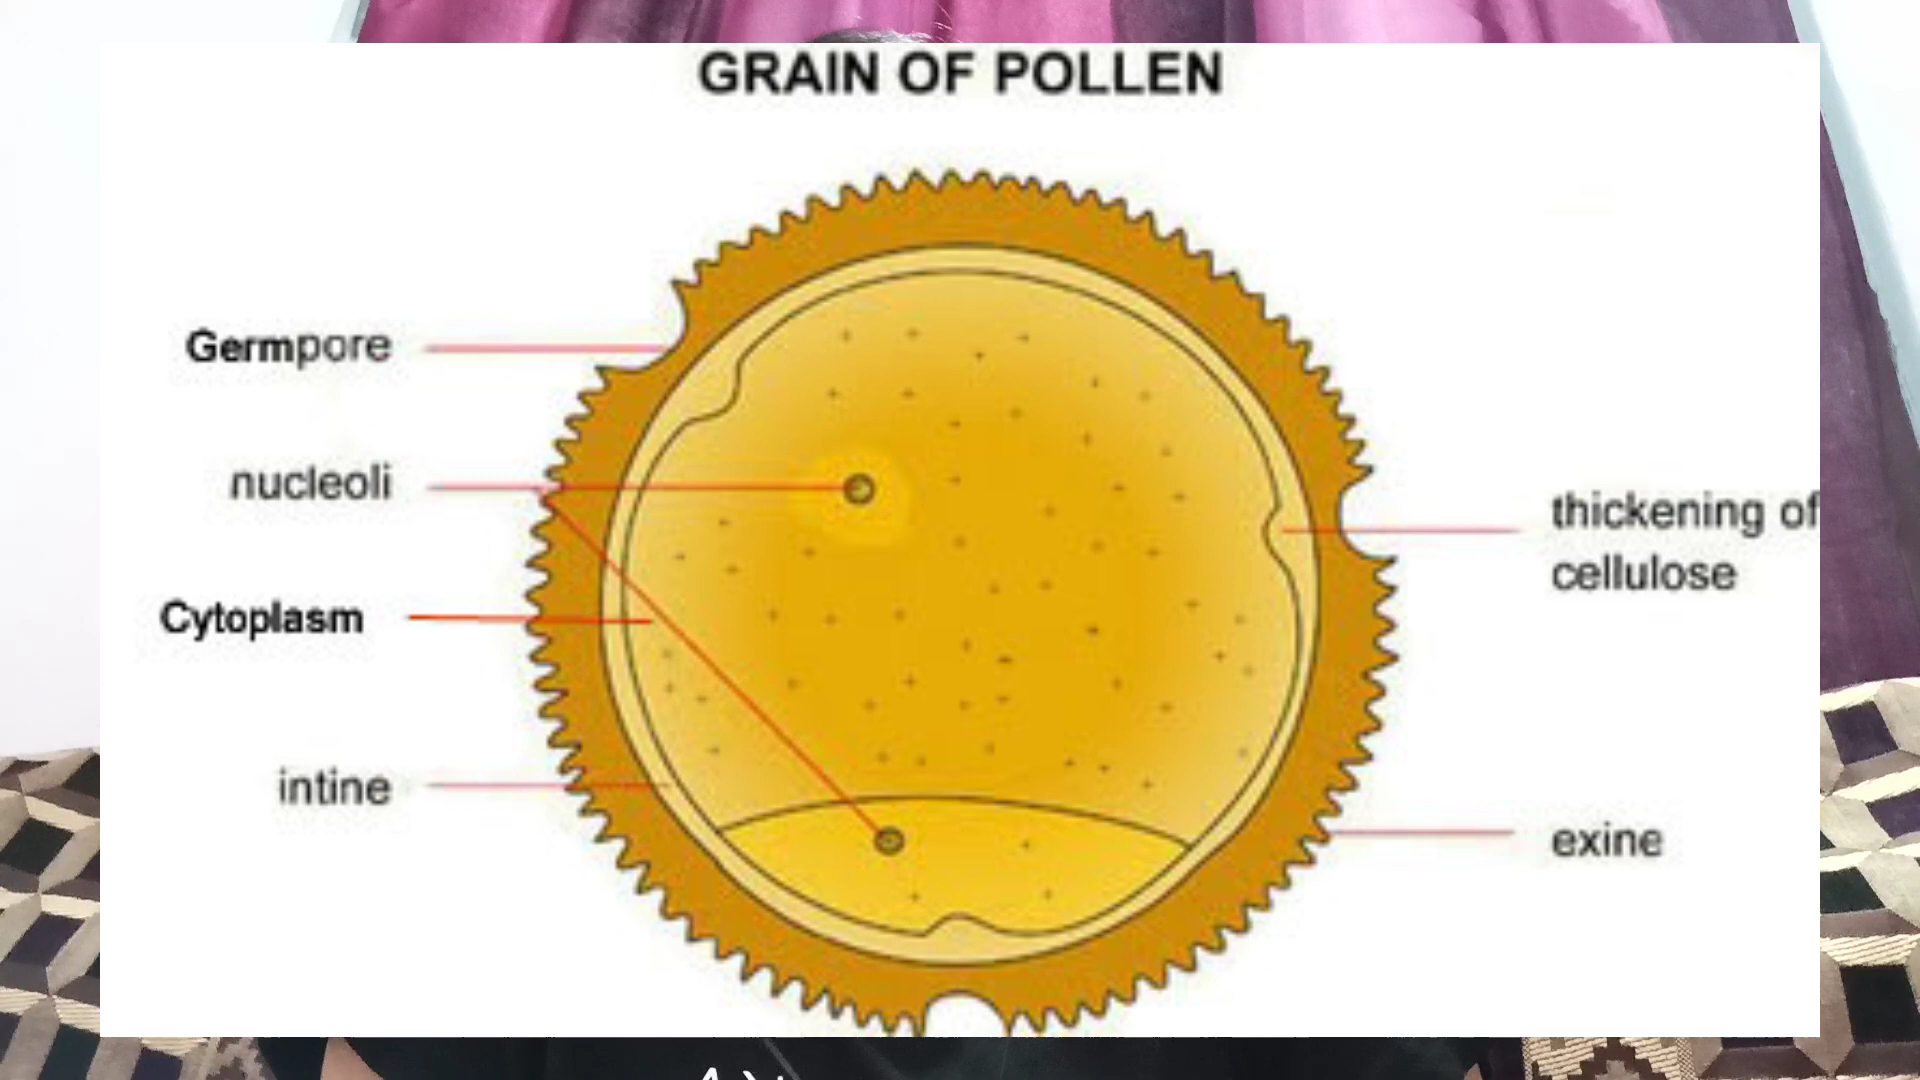 GRAIN OF POLLEN
Germpore
nucleoli
Cytoplasm
intine
thickening of
cellulose
exine